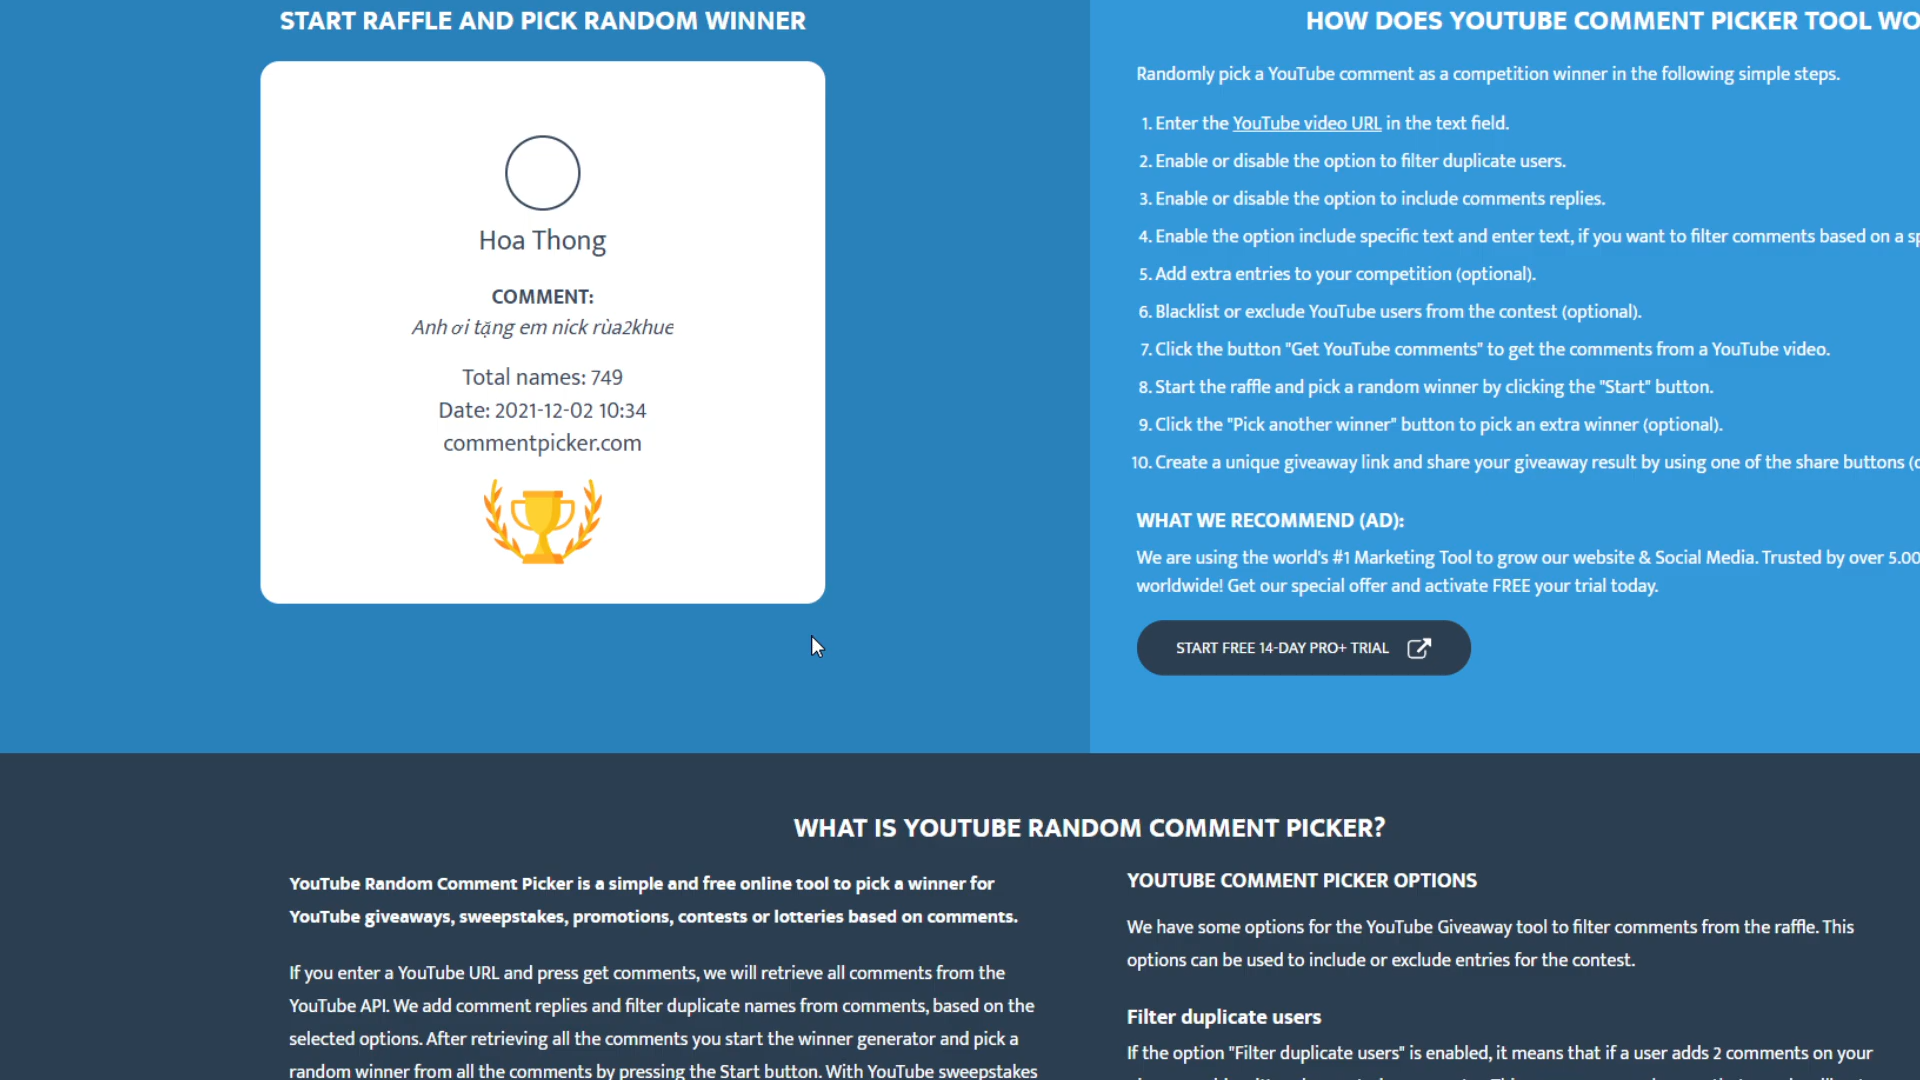 START RAFFLE AND PICK RANDOM WINNER
Hoa Thong
COMMENT:
Anh ơi tặng em nick rùa2khue
Total names: 749
Date: 2021-12-02 10:34
commentpicker.com
HOW DOES YOUTUBE COMMENT PICKER TOOL WO
Randomly pick a YouTube comment as a competition winner in the following simple steps.
1. Enter the YouTube video URL in the text field.
2. Enable or disable the option to filter duplicate users.
3. Enable or disable the option to include comments replies.
4. Enable the option include specific text and enter text, if you want to filter comments based on a sp
5. Add extra entries to your competition (optional).
6. Blacklist or exclude YouTube users from the contest (optional).
7. Click the button "Get YouTube comments" to get the comments from a YouTube video.
8. Start the raffle and pick a random winner by clicking the "Start" button.
9. Click the "Pick another winner" button to pick an extra winner (optional).
10. Create a unique giveaway link and share your giveaway result by using one of the share buttons (o
WHAT WE RECOMMEND (AD):
We are using the world's #1 Marketing Tool to grow our website & Social Media. Trusted by over 5.00
worldwide! Get our special offer and activate FREE your trial today.
START FREE 14-DAY PRO+ TRIAL
WHAT IS YOUTUBE RANDOM COMMENT PICKER?
YouTube Random Comment Picker is a simple and free online tool to pick a winner for
YouTube giveaways, sweepstakes, promotions, contests or lotteries based on comments.
If you enter a YouTube URL and press get comments, we will retrieve all comments from the
YouTube API. We add comment replies and filter duplicate names from comments, based on the
selected options. After retrieving all the comments you start the winner generator and pick a
random winner from all the comments by pressing the Start button. With YouTube sweepstakes
YOUTUBE COMMENT PICKER OPTIONS
We have some options for the YouTube Giveaway tool to filter comments from the raffle. This
options can be used to include or exclude entries for the contest.
Filter duplicate users
If the option "Filter duplicate users" is enabled, it means that if a user adds 2 comments on your